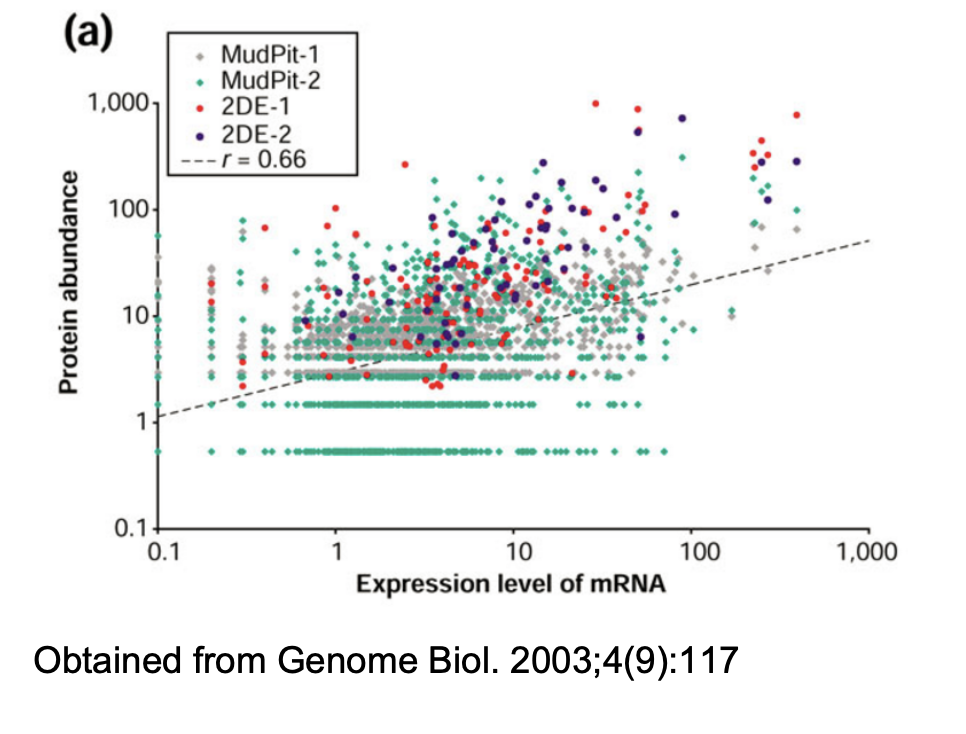 (a)
MudPit-1
MudPit-2
2DE-1
2DE-2
r = 0.66
Protein abundance
1,000
100
10
1
0.1
0.1 1 10 100 1,000
Expression level of mRNA
Obtained from Genome Biol. 2003;4(9):117